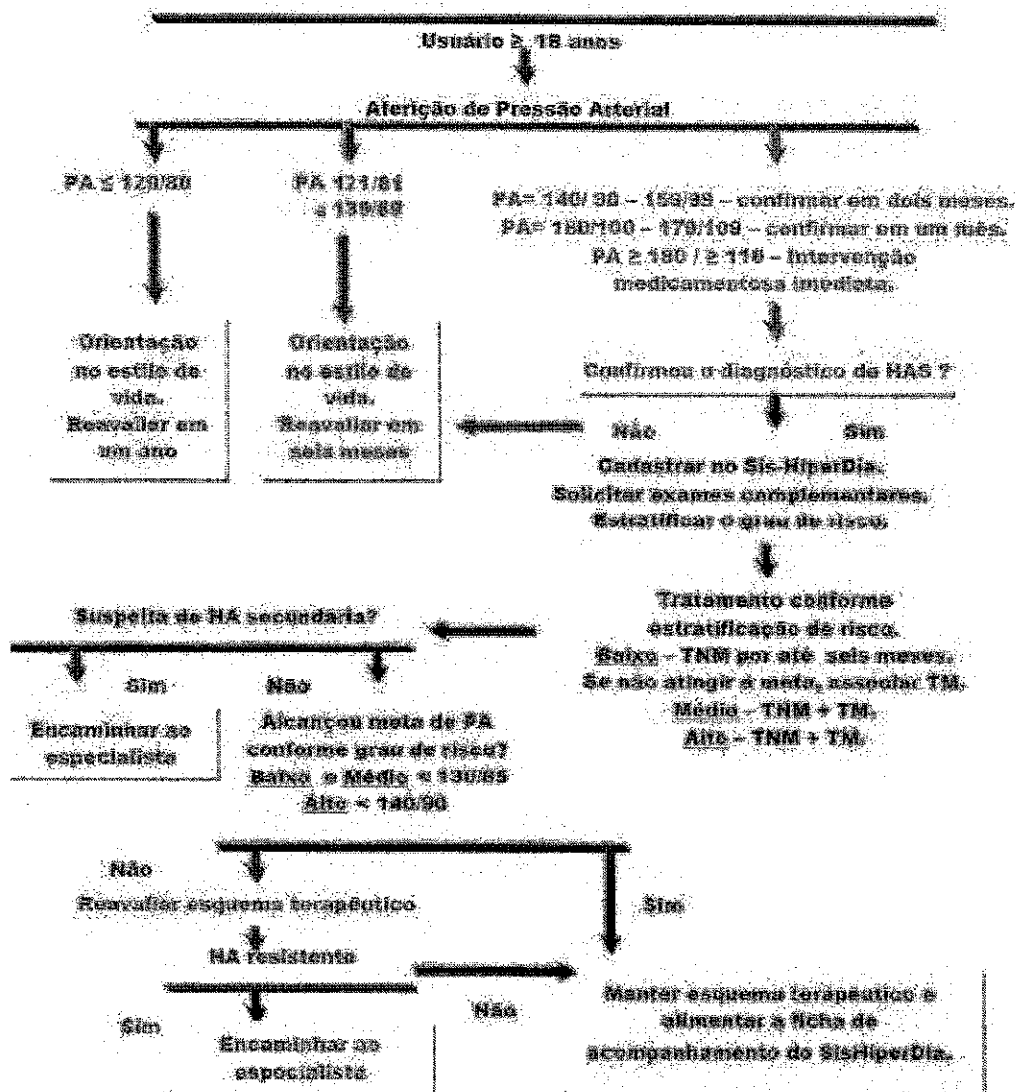 Usuário ≥ 18 anos
Aferição de Pressão Arterial
PA ≤ 120/80
PA 121/81
≤ 139/89
PA= 140/ 90 – 159/99 – confirmar em dois meses.
PA= 160/100 – 179/109 – confirmar em um mês.
PA ≥ 180 / ≥ 110 – Intervenção
medicamentosa imediata.
Orientação
no estilo de
vida.
Reavaliar em
um ano
Orientação
no estilo de
vida.
Reavaliar em
seis meses
Confirmou o diagnóstico de HAS ?
Não
Sim
Cadastrar no Sis-HiperDia.
Solicitar exames complementares.
Estratificar o grau de risco.
Tratamento conforme
estratificação de risco.
Baixo – TNM por até seis meses.
Se não atingir a meta, associar TM.
Médio – TNM + TM.
Alto – TNM + TM.
Suspeita de HA secundária?
Sim
Não
Encaminhar ao
especialista
Alcançou meta de PA
conforme grau de risco?
Baixo e Médio < 130/85
Alto < 140/90
Não
Sim
Reavaliar esquema terapêutico
HA resistente
Sim
Não
Encaminhar ao
especialista
Manter esquema terapêutico e
alimentar a ficha de
acompanhamento do SisHiperDia.